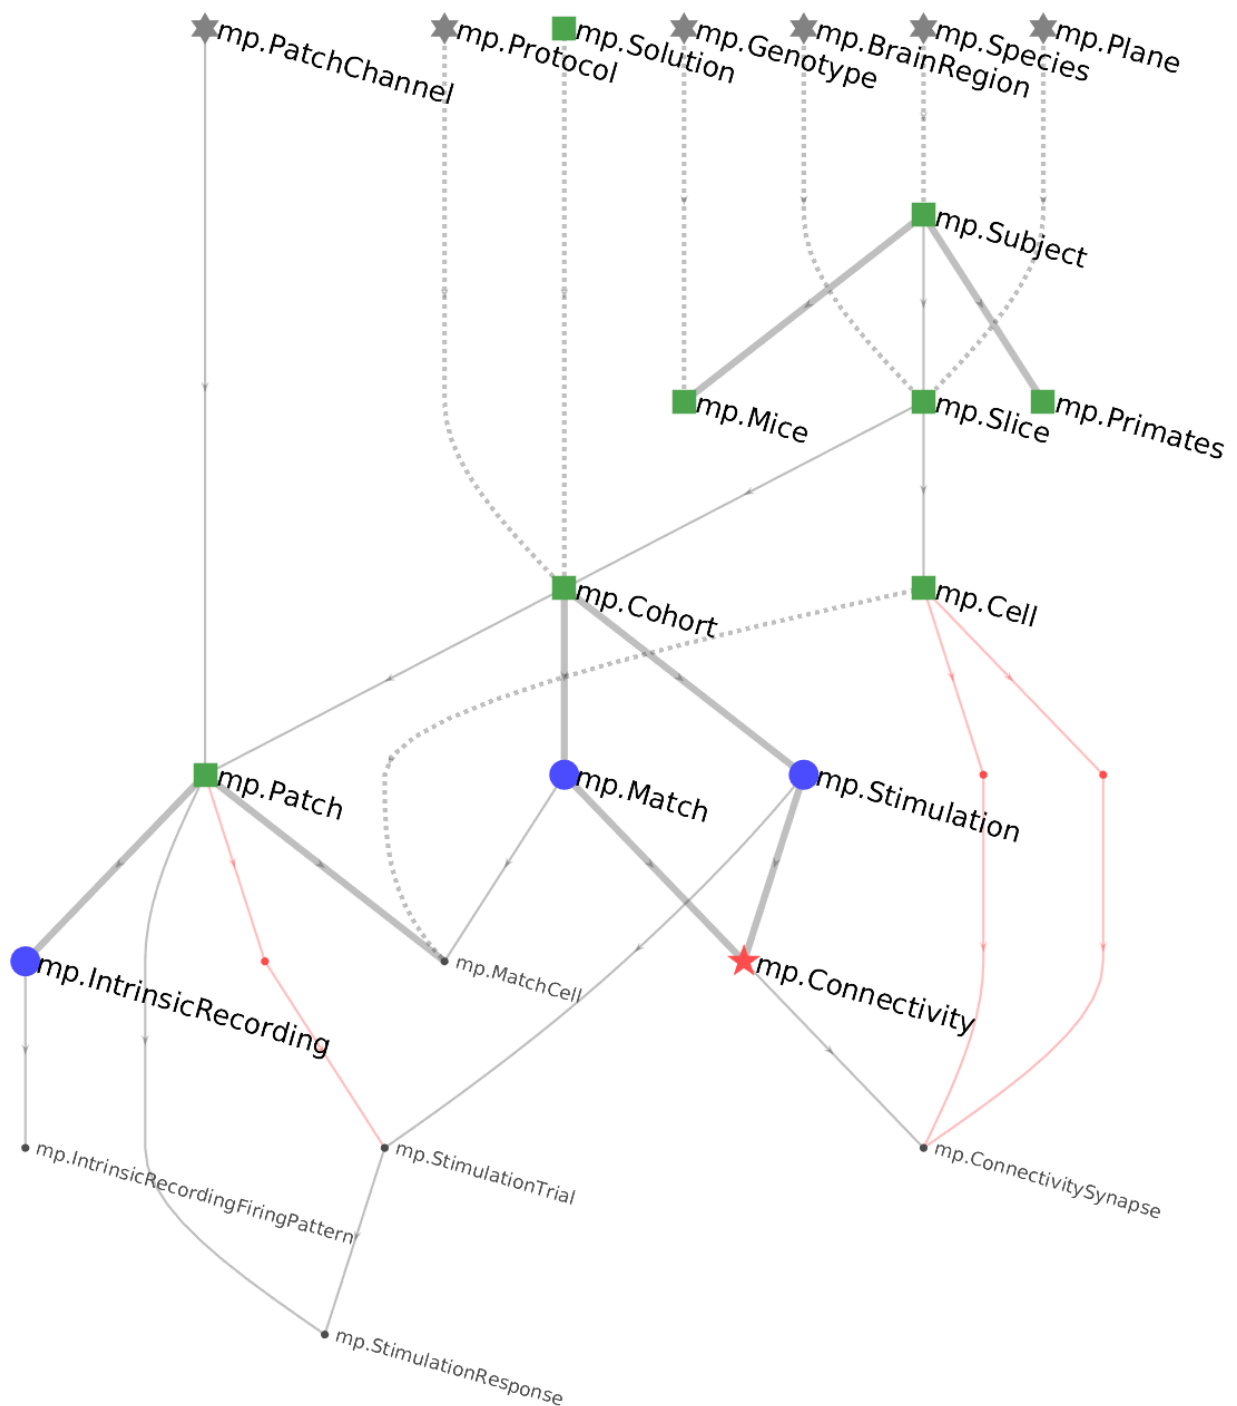 mp.PatchChannel
mp.Protocol
mp.Solution
mp.Genotype
mp.BrainRegion
mp.Species
mp.Plane
mp.Subject
mp.Mice
mp.Slice
mp.Primates
mp.Cohort
mp.Cell
mp.Patch
mp.Match
mp.Stimulation
mp.IntrinsicRecording
mp.MatchCell
mp.Connectivity
mp.IntrinsicRecordingFiringPattern
mp.StimulationTrial
mp.ConnectivitySynapse
mp.StimulationResponse